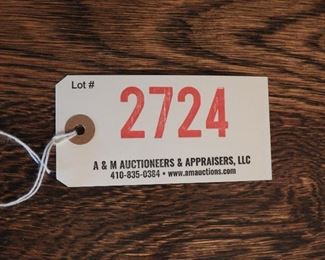 Lot #
2724
A & M AUCTIONEERS & APPRAISERS, LLC
410-835-0384 • www.amauctions.com